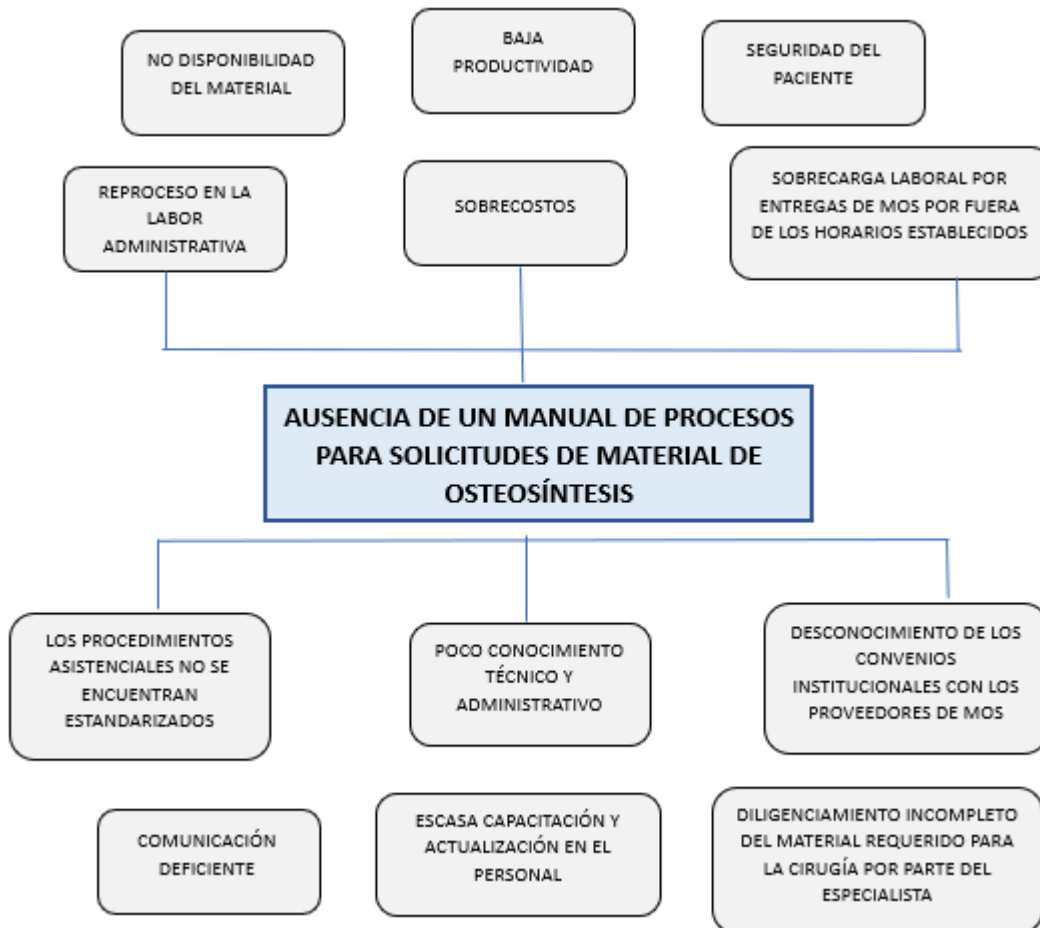 NO DISPONIBILIDAD
DEL MATERIAL
BAJA
PRODUCTIVIDAD
SEGURIDAD DEL
PACIENTE
REPROCESO EN LA
LABOR
ADMINISTRATIVA
SOBRECOSTOS
SOBRECARGA LABORAL POR
ENTREGAS DE MOS POR FUERA
DE LOS HORARIOS ESTABLECIDOS
AUSENCIA DE UN MANUAL DE PROCESOS
PARA SOLICITUDES DE MATERIAL DE
OSTEOSÍNTESIS
LOS PROCEDIMIENTOS
ASISTENCIALES NO SE
ENCUENTRAN
ESTANDARIZADOS
POCO CONOCIMIENTO
TÉCNICO Y
ADMINISTRATIVO
DESCONOCIMIENTO DE LOS
CONVENIOS
INSTITUCIONALES CON LOS
PROVEEDORES DE MOS
COMUNICACIÓN
DEFICIENTE
ESCASA CAPACITACIÓN Y
ACTUALIZACIÓN EN EL
PERSONAL
DILIGENCIAMIENTO INCOMPLETO
DEL MATERIAL REQUERIDO PARA
LA CIRUGÍA POR PARTE DEL
ESPECIALISTA